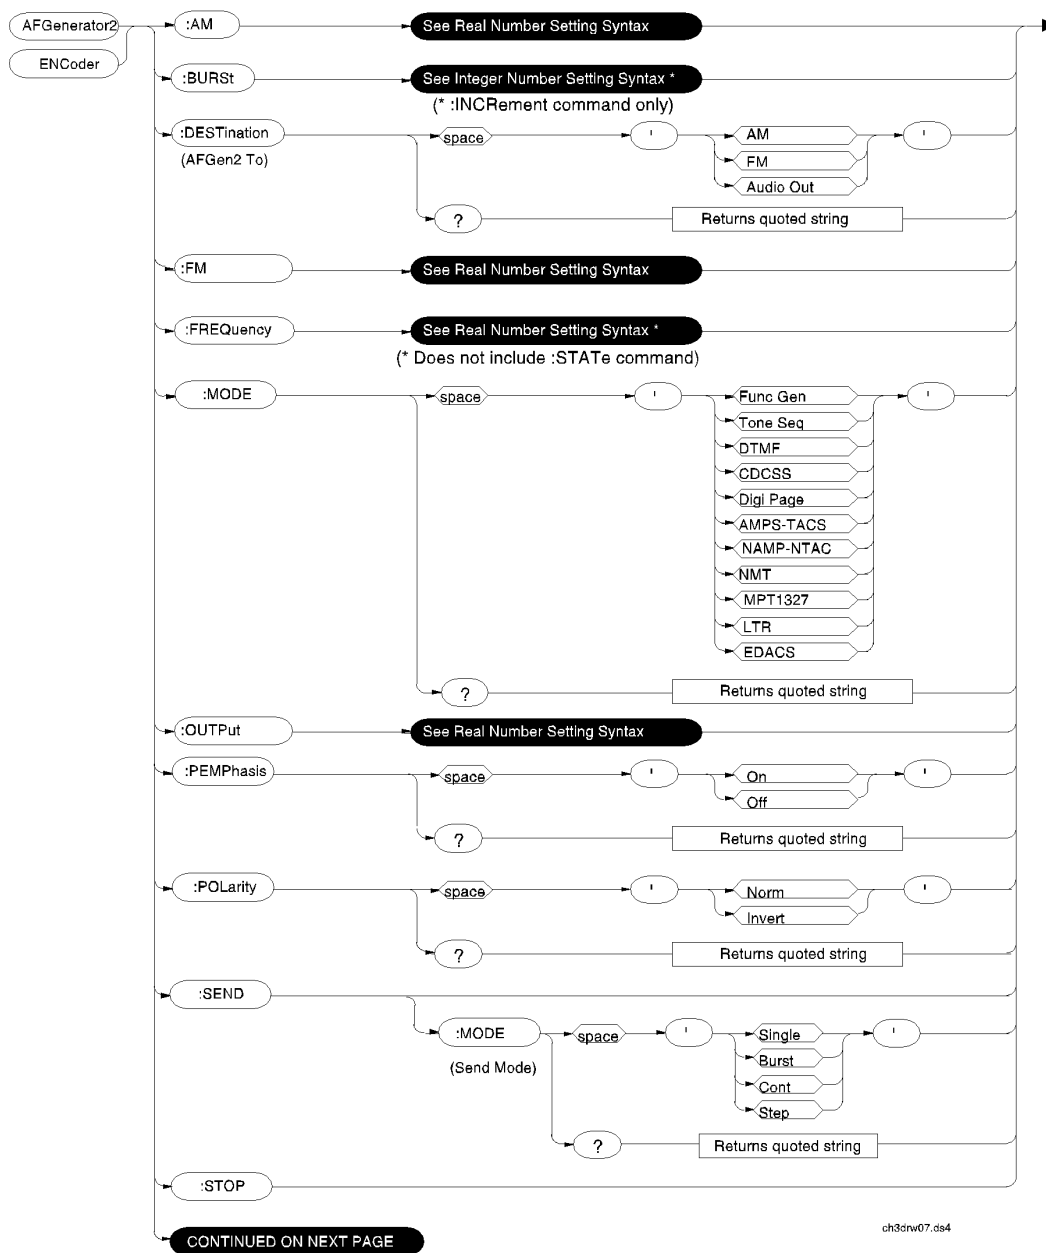 AFGenerator2 :AM See Real Number Setting Syntax
ENCoder
:BURSt See Integer Number Setting Syntax *
(* :INCRement command only)
:DESTination space ' AM '
(AFGen2 To) FM
Audio Out
? Returns quoted string
:FM See Real Number Setting Syntax
:FREQuency See Real Number Setting Syntax *
(* Does not include :STATe command)
:MODE space ' Func Gen '
Tone Seq
DTMF
CDCSS
Digi Page
AMPS-TACS
NAMP-NTAC
NMT
MPT1327
LTR
EDACS
? Returns quoted string
:OUTPut See Real Number Setting Syntax
:PEMPhasis space ' On '
Off
? Returns quoted string
:POLarity space ' Norm '
Invert
? Returns quoted string
:SEND
:MODE space ' Single '
(Send Mode) Burst
Cont
Step
? Returns quoted string
:STOP
ch3drw07.ds4
CONTINUED ON NEXT PAGE